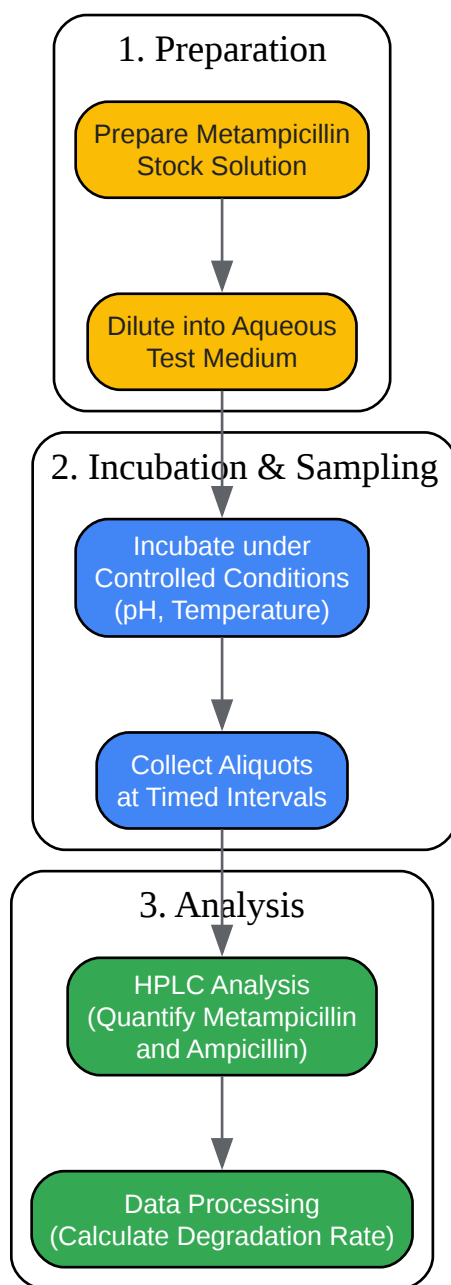 1. Preparation
Prepare Metampicillin
Stock Solution
Dilute into Aqueous
Test Medium
2. Incubation & Sampling
Incubate under
Controlled Conditions
(pH, Temperature)
Collect Aliquots
at Timed Intervals
3. Analysis
HPLC Analysis
(Quantify Metampicillin
and Ampicillin)
Data Processing
(Calculate Degradation Rate)